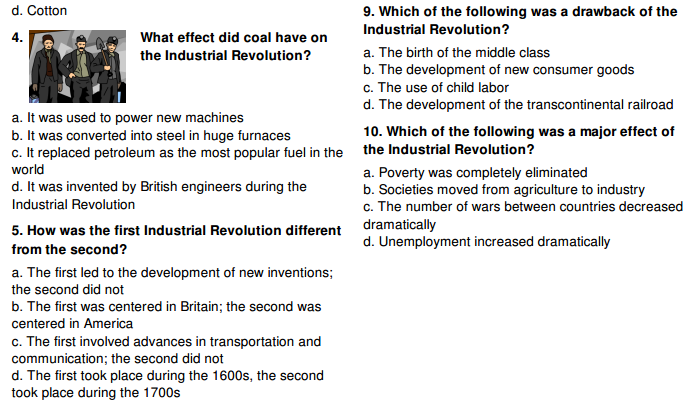 d. Cotton
4. What effect did coal have on
the Industrial Revolution?
a. It was used to power new machines
b. It was converted into steel in huge furnaces
c. It replaced petroleum as the most popular fuel in the
world
d. It was invented by British engineers during the
Industrial Revolution
5. How was the first Industrial Revolution different
from the second?
a. The first led to the development of new inventions;
the second did not
b. The first was centered in Britain; the second was
centered in America
c. The first involved advances in transportation and
communication; the second did not
d. The first took place during the 1600s, the second
took place during the 1700s
9. Which of the following was a drawback of the
Industrial Revolution?
a. The birth of the middle class
b. The development of new consumer goods
c. The use of child labor
d. The development of the transcontinental railroad
10. Which of the following was a major effect of
the Industrial Revolution?
a. Poverty was completely eliminated
b. Societies moved from agriculture to industry
c. The number of wars between countries decreased
dramatically
d. Unemployment increased dramatically